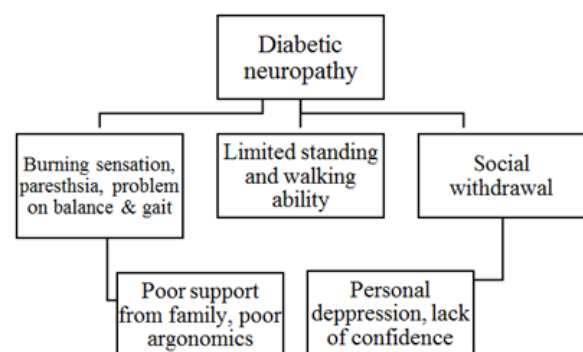 Diabetic
neuropathy
Burning sensation,
paresthsia, problem
on balance & gait
Limited standing
and walking
ability
Social
withdrawal
Poor support
from family, poor
argonomics
Personal
deppression, lack
of confidence